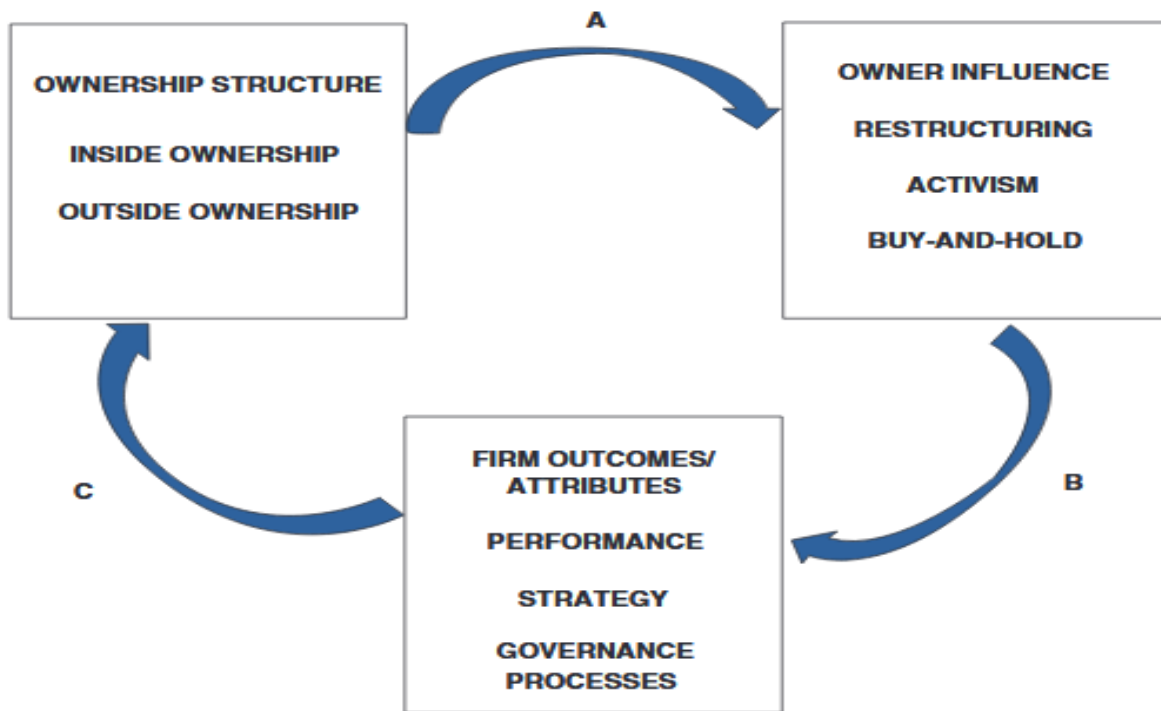 A
OWNERSHIP STRUCTURE
INSIDE OWNERSHIP
OUTSIDE OWNERSHIP
OWNER INFLUENCE
RESTRUCTURING
ACTIVISM
BUY-AND-HOLD
C
FIRM OUTCOMES/
ATTRIBUTES
PERFORMANCE
STRATEGY
GOVERNANCE
PROCESSES
B